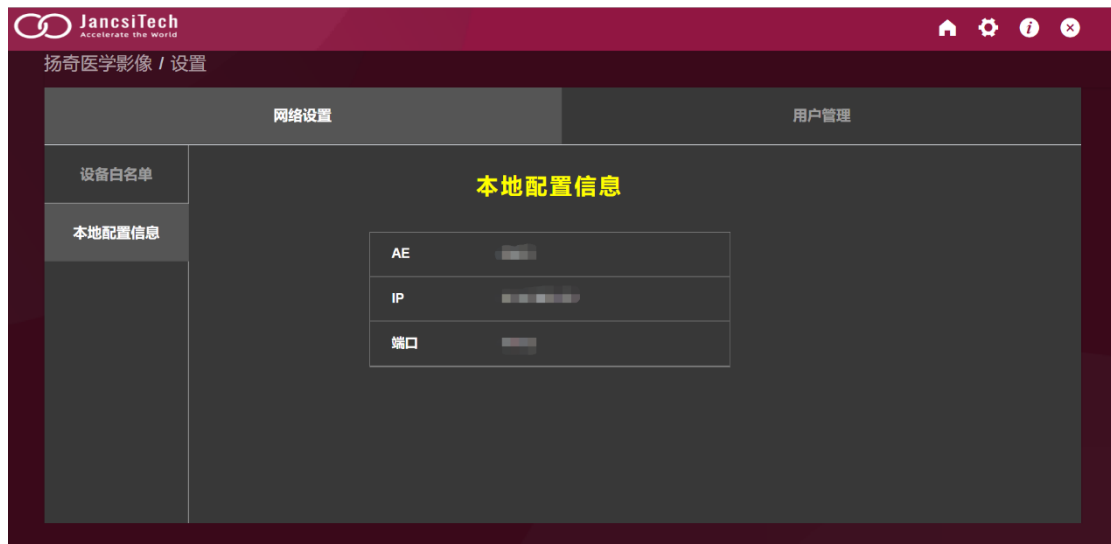 JancsiTech
Accelerate the World
扬奇医学影像 / 设置
网络设置
用户管理
设备白名单
本地配置信息
本地配置信息
AE
IP
端口